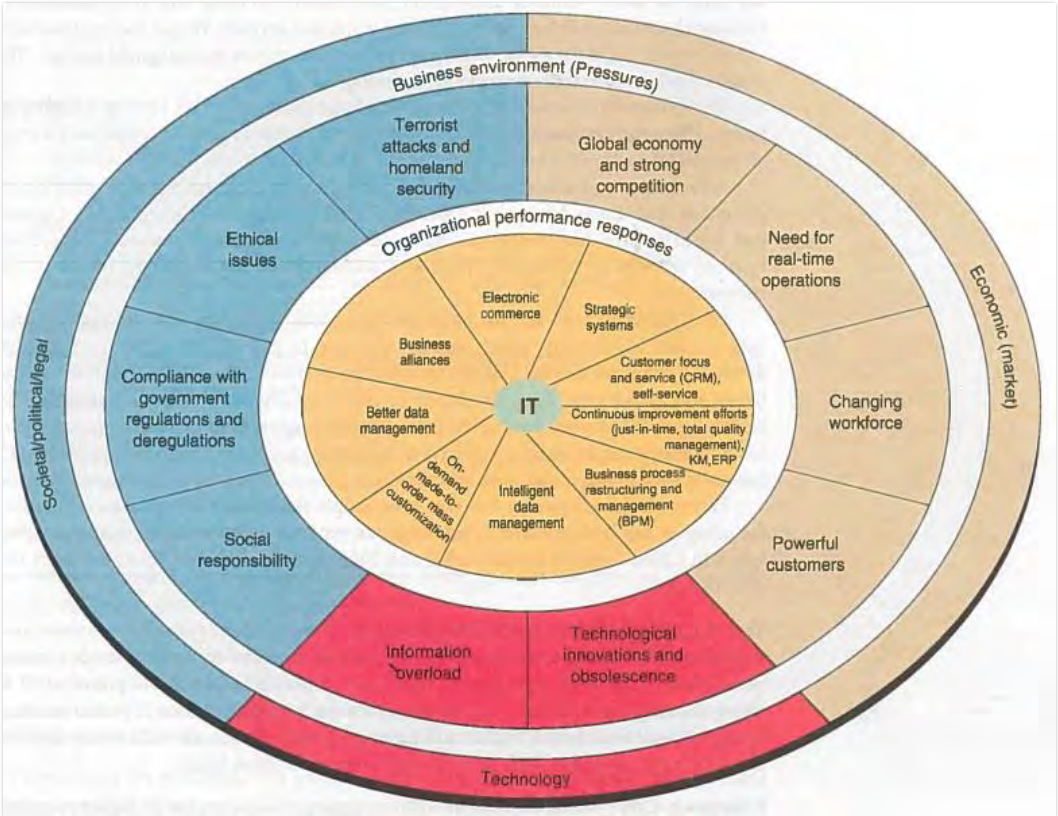 Business environment (Pressures)
Societal/political/legal
Economic (market)
Technology
Terrorist
attacks and
homeland
security
Global economy
and strong
competition
Ethical
issues
Need for
real-time
operations
Compliance with
government
regulations and
deregulations
Changing
workforce
Social
responsibility
Powerful
customers
Information
overload
Technological
innovations and
obsolescence
Organizational performance responses
Electronic
commerce
Strategic
systems
Business
alliances
Customer focus
and service (CRM),
self-service
IT
Better data
management
Continuous improvement efforts
(just-in-time, total quality
management),
KM,ERP
On-
demand
made-to-
order mass
customization
Intelligent
data
management
Business process
restructuring and
management
(BPM)